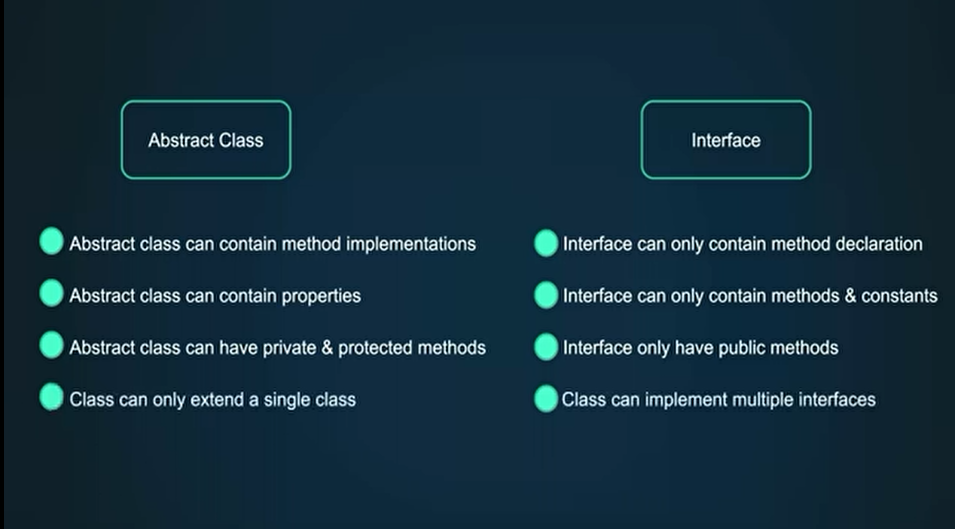 Abstract Class
Abstract class can contain method implementations
Abstract class can contain properties
Abstract class can have private & protected methods
Class can only extend a single class
Interface
Interface can only contain method declaration
Interface can only contain methods & constants
Interface only have public methods
Class can implement multiple interfaces